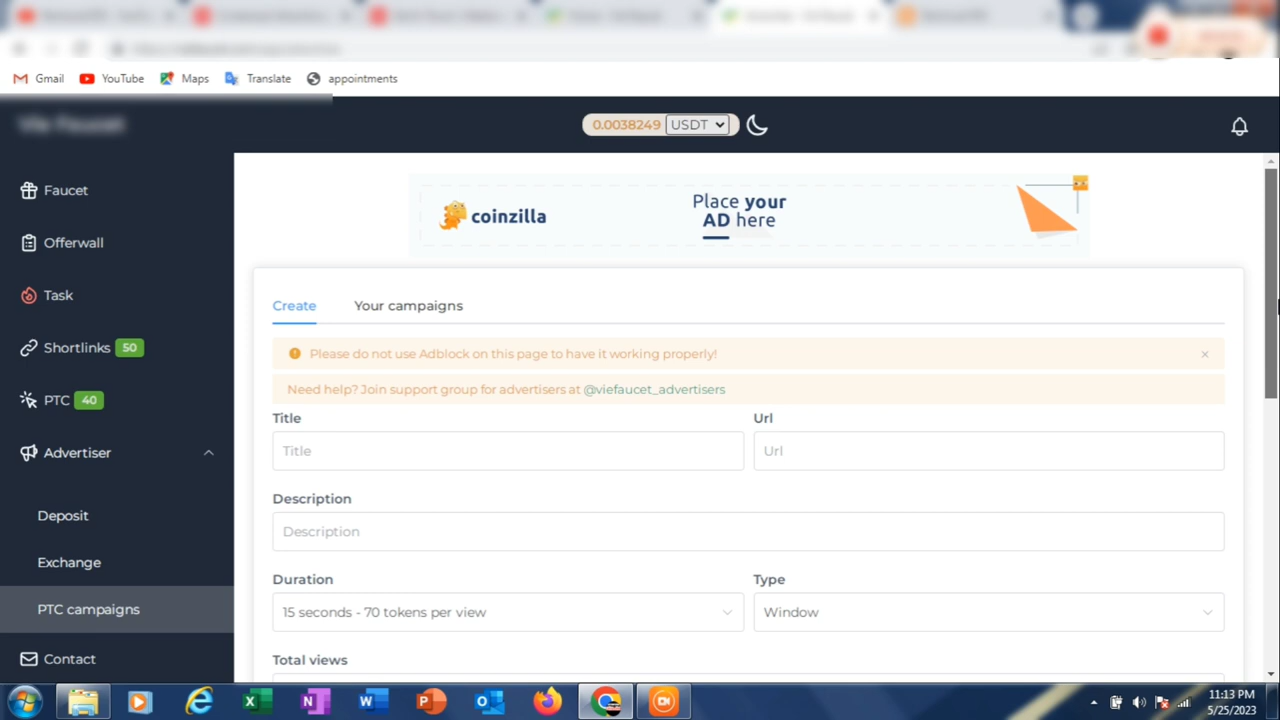 Gmail YouTube Maps Translate appointments
Vie Faucet
0.0038249 USDT
Faucet
Offerwall
Task
Shortlinks 50
PTC 40
Advertiser
Deposit
Exchange
PTC campaigns
Contact
coinzilla
Place your
AD here
Create Your campaigns
Please do not use Adblock on this page to have it working properly!
Need help? Join support group for advertisers at @viefaucet_advertisers
Title Url
Title Url
Description
Description
Duration Type
15 seconds - 70 tokens per view Window
Total views
11:13 PM
5/25/2023